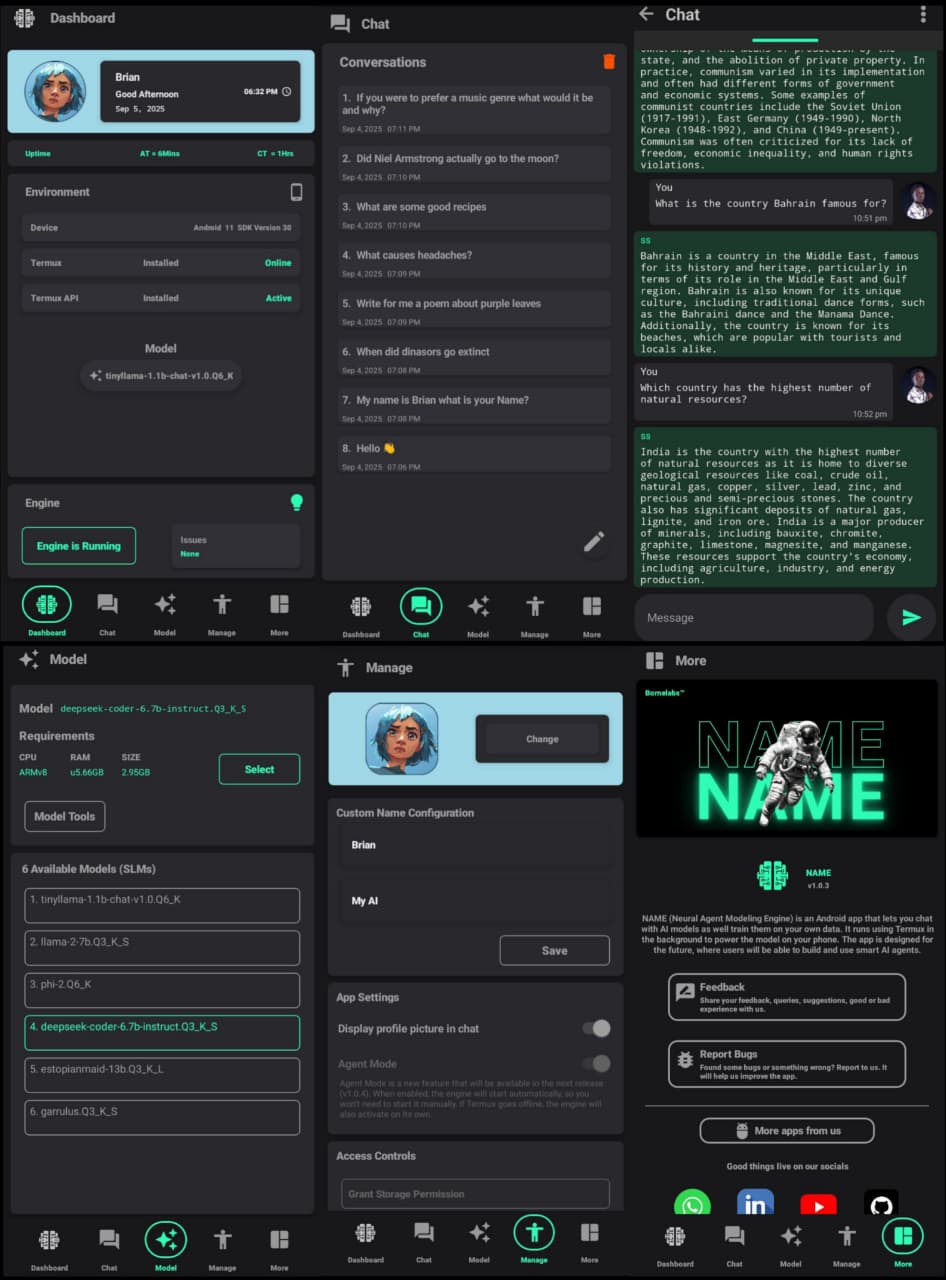 Dashboard
Brian
Good Afternoon
Sep 5, 2025
06:32 PM
Uptime
AT = 6Mins
CT = 1Hrs
Environment
Device
Android 11 SDK Version 30
Termux
Installed
Online
Termux API
Installed
Active
Model
tinyllama-1.1b-chat-v1.0.Q6_K
Engine
Engine is Running
Issues
None
Dashboard
Chat
Model
Manage
More
Chat
Conversations
1. If you were to prefer a music genre what would it be
and why?
Sep 4, 2025 07:11 PM
2. Did Niel Armstrong actually go to the moon?
Sep 4, 2025 07:10 PM
3. What are some good recipes
Sep 4, 2025 07:10 PM
4. What causes headaches?
Sep 4, 2025 07:09 PM
5. Write for me a poem about purple leaves
Sep 4, 2025 07:09 PM
6. When did dinasors go extinct
Sep 4, 2025 07:08 PM
7. My name is Brian what is your Name?
Sep 4, 2025 07:08 PM
8. Hello 👏
Sep 4, 2025 07:06 PM
Dashboard
Chat
Model
Manage
More
Chat
ownership of the means of production by the
state, and the abolition of private property. In
practice, communism varied in its implementation
and often had different forms of government
and economic systems. Some examples of
communist countries include the Soviet Union
(1917-1991), East Germany (1949-1990), North
Korea (1948-1992), and China (1949-present).
Communism was often criticized for its lack of
freedom, economic inequality, and human rights
violations.
You
What is the country Bahrain famous for?
10:51 pm
SS
Bahrain is a country in the Middle East, famous
for its history and heritage, particularly in
terms of its role in the Middle East and Gulf
region. Bahrain is also known for its unique
culture, including traditional dance forms, such
as the Bahraini dance and the Manama Dance.
Additionally, the country is known for its
beaches, which are popular with tourists and
locals alike.
You
Which country has the highest number of
natural resources?
10:52 pm
SS
India is the country with the highest number
of natural resources as it is home to diverse
geological resources like coal, crude oil,
natural gas, copper, silver, lead, zinc, and
precious and semi-precious stones. The country
also has significant deposits of natural gas,
lignite, and iron ore. India is a major producer
of minerals, including bauxite, chromite,
graphite, limestone, magnesite, and manganese.
These resources support the country's economy,
including agriculture, industry, and energy
production.
Message
Model
Model deepseek-coder-6.7b-instruct.Q3_K_S
Requirements
CPU
RAM
SIZE
ARMv8
u5.66GB
2.95GB
Select
Model Tools
6 Available Models (SLMs)
1. tinyllama-1.1b-chat-v1.0.Q6_K
2. llama-2-7b.Q3_K_S
3. phi-2.Q6_K
4. deepseek-coder-6.7b-instruct.Q3_K_S
5. estopianmaid-13b.Q3_K_L
6. garrulus.Q3_K_S
Dashboard
Chat
Model
Manage
More
Manage
Change
Custom Name Configuration
Brian
My AI
Save
App Settings
Display profile picture in chat
Agent Mode
Agent Mode is a new feature that will be available in the next release
(v1.0.4). When enabled, the engine will start automatically, so you
won't need to start it manually. If Termux goes offline, the engine will
also activate on its own.
Access Controls
Grant Storage Permission
Dashboard
Chat
Model
Manage
More
More
Bomelabs™
NAME
NAME
NAME
v1.0.3
NAME (Neural Agent Modeling Engine) is an Android app that lets you chat
with AI models as well train them on your own data. It runs using Termux in
the background to power the model on your phone. The app is designed for
the future, where users will be able to build and use smart AI agents.
Feedback
Share your feedback, queries, suggestions, good or bad
experience with us.
Report Bugs
Found some bugs or something wrong? Report to us. It
will help us improve the app.
More apps from us
Good things live on our socials
in
Dashboard
Chat
Model
Manage
More